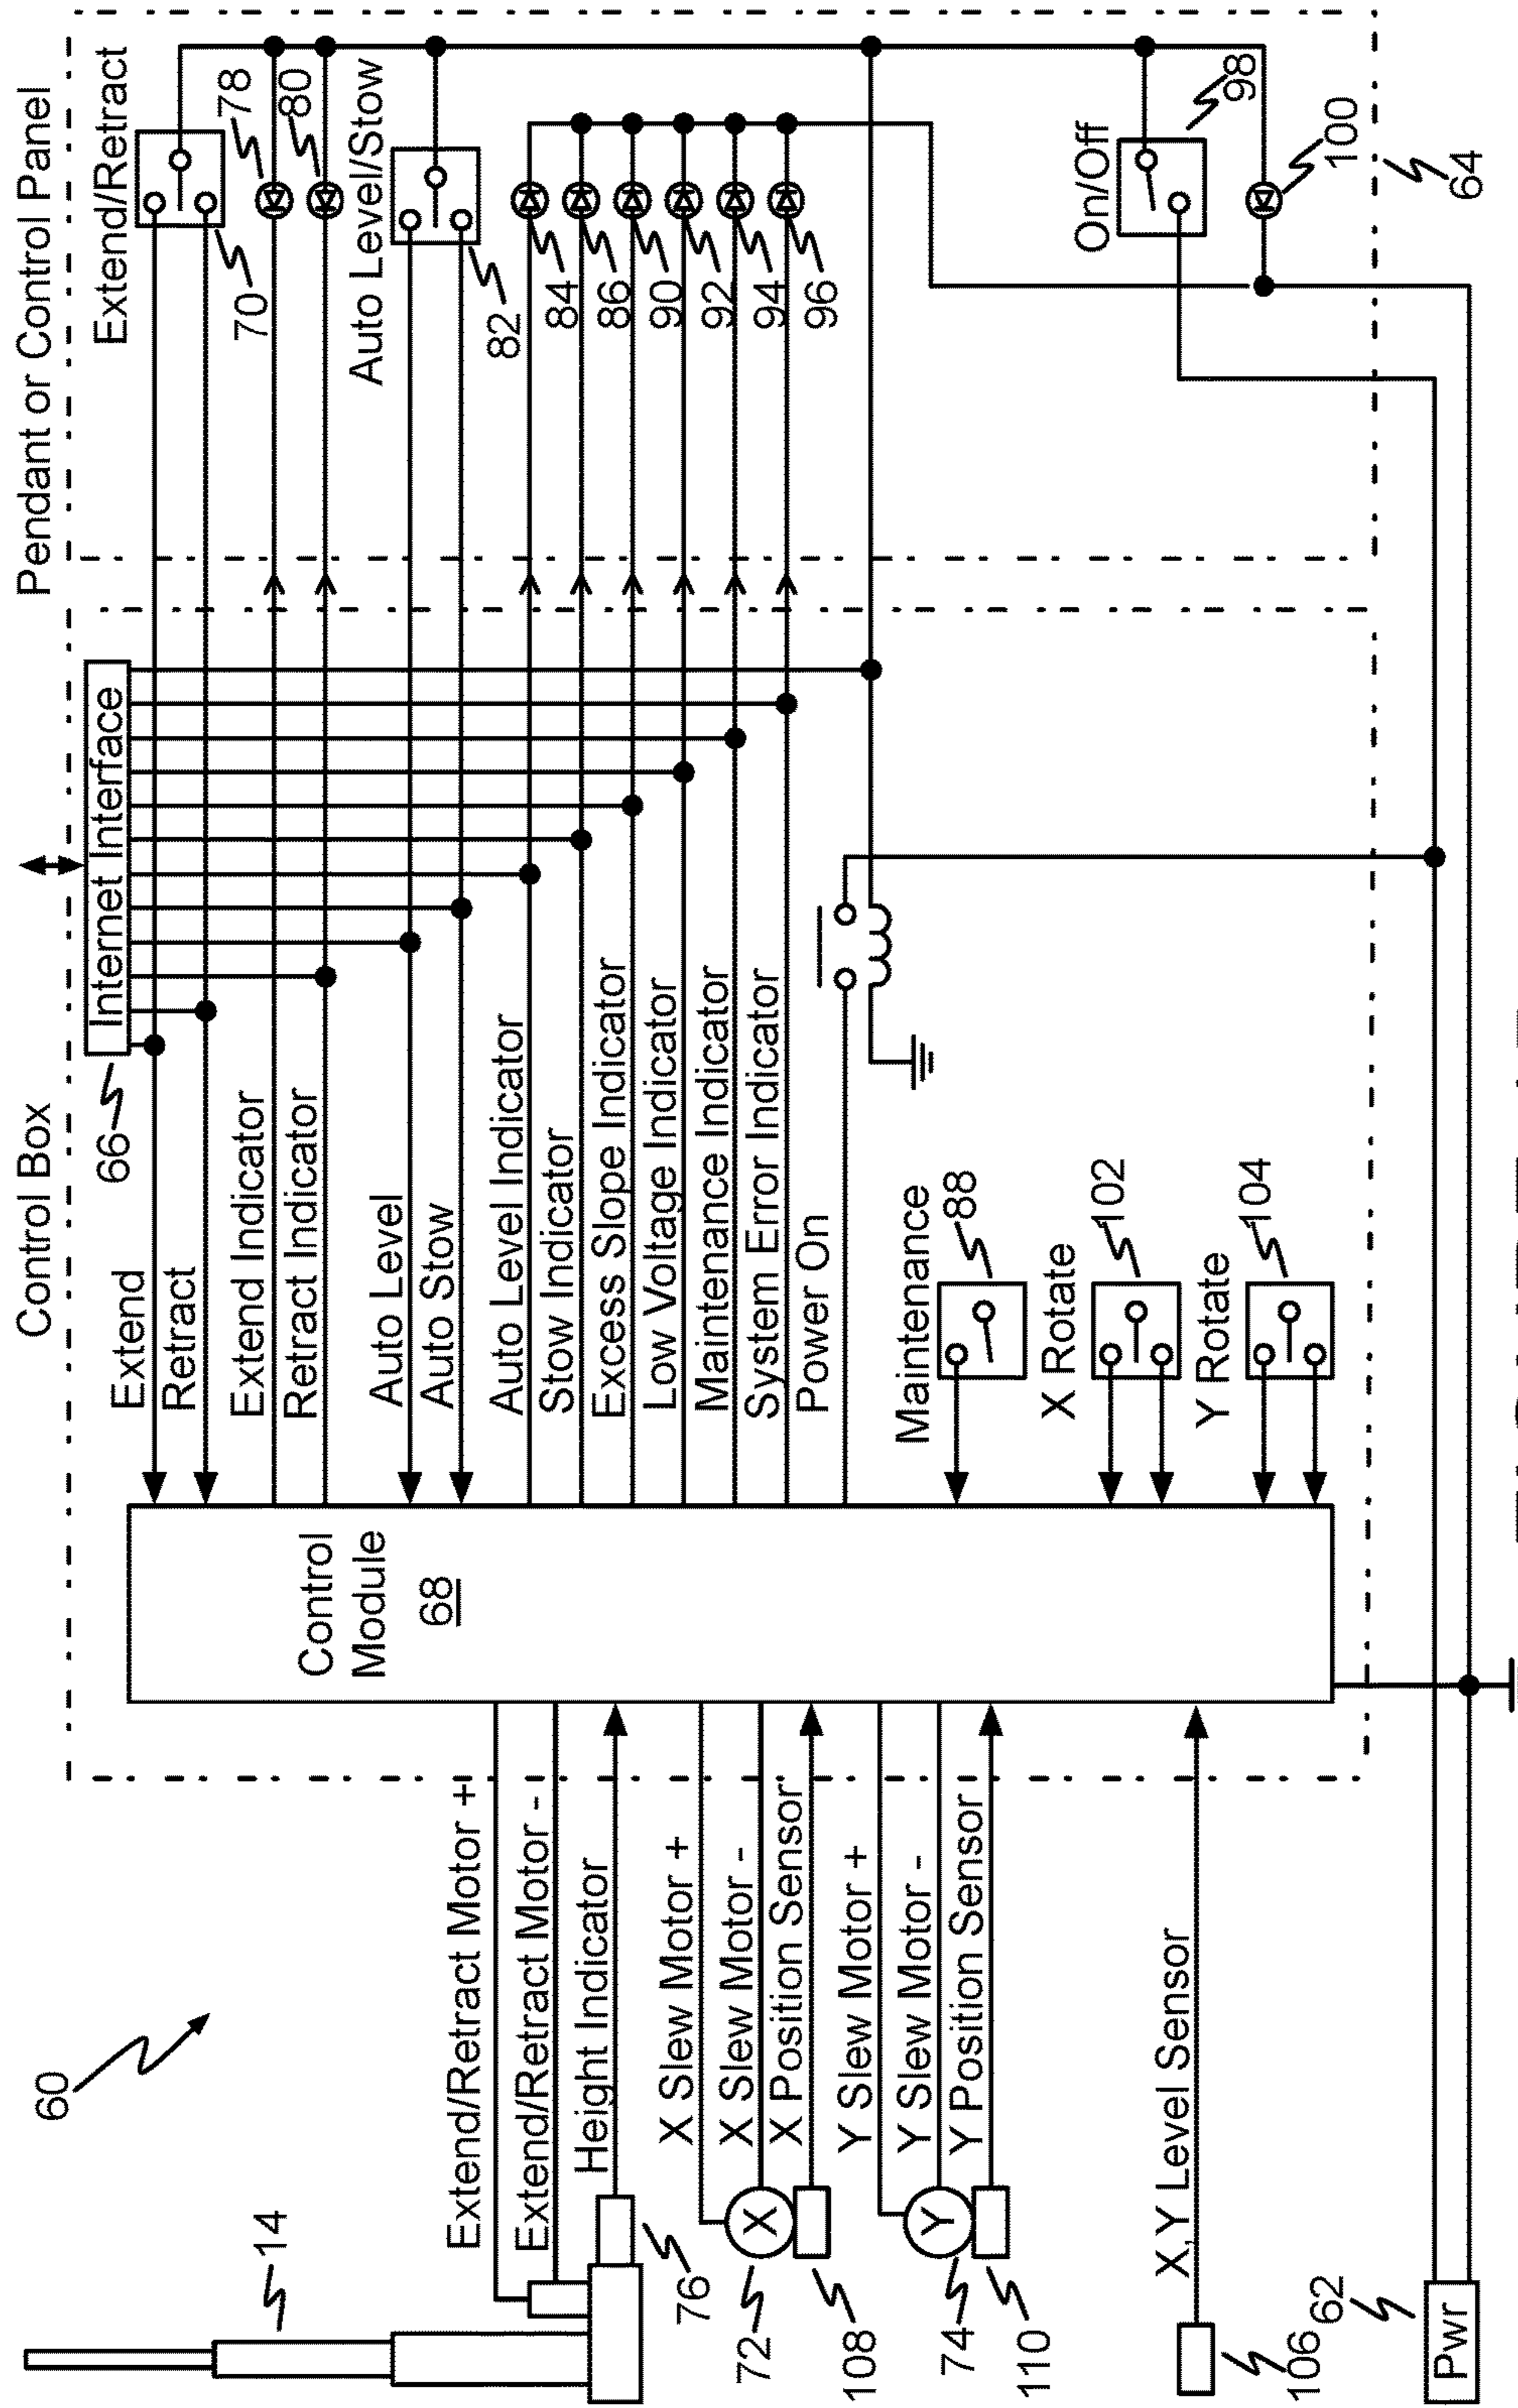 60
14
Extend/Retract Motor +
Extend/Retract Motor -
Height Indicator
76
X Slew Motor +
X Slew Motor -
X Position Sensor
X
72
108
Y Slew Motor +
Y Slew Motor -
Y Position Sensor
Y
74
110
X,Y Level Sensor
106
62
Pwr
Control Box
Control
Module
68
66
Internet Interface
Extend
Retract
Extend Indicator
Retract Indicator
Auto Level
Auto Stow
Auto Level Indicator
Stow Indicator
Excess Slope Indicator
Low Voltage Indicator
Maintenance Indicator
System Error Indicator
Power On
Maintenance
88
X Rotate
102
Y Rotate
104
Pendant or Control Panel
Extend/Retract
70
78
80
Auto Level/Stow
82
84
86
90
92
94
96
On/Off
98
100
64